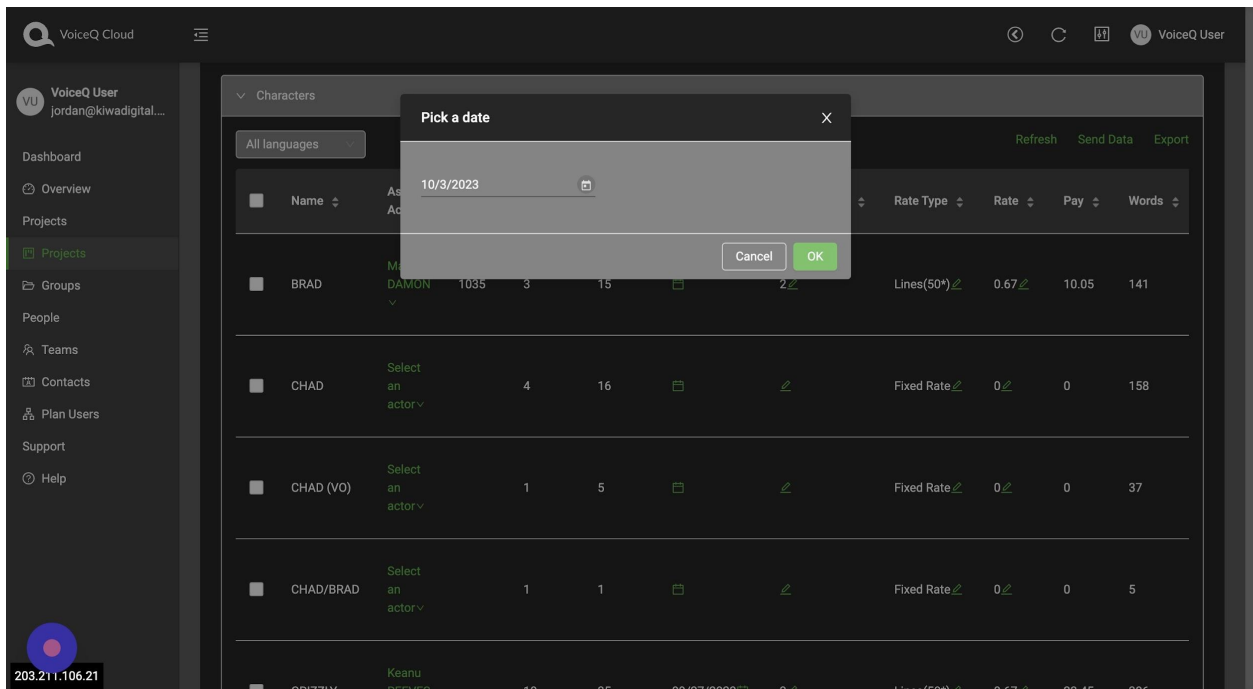 VoiceQ Cloud
VU VoiceQ User
VU VoiceQ User
jordan@kiwadigital....
Dashboard
Overview
Projects
Projects
Groups
People
Teams
Contacts
Plan Users
Support
Help
203.211.106.21
Characters
All languages
Refresh Send Data Export
Pick a date X
10/3/2023
Cancel OK
Name Rate Type Rate Pay Words
BRAD DAMON 1035 3 15 2 Lines(50*) 0.67 10.05 141
Select
CHAD an 4 16 Fixed Rate 0 0 158
actor
Select
CHAD (VO) an 1 5 Fixed Rate 0 0 37
actor
Select
CHAD/BRAD an 1 1 Fixed Rate 0 0 5
actor
Keanu